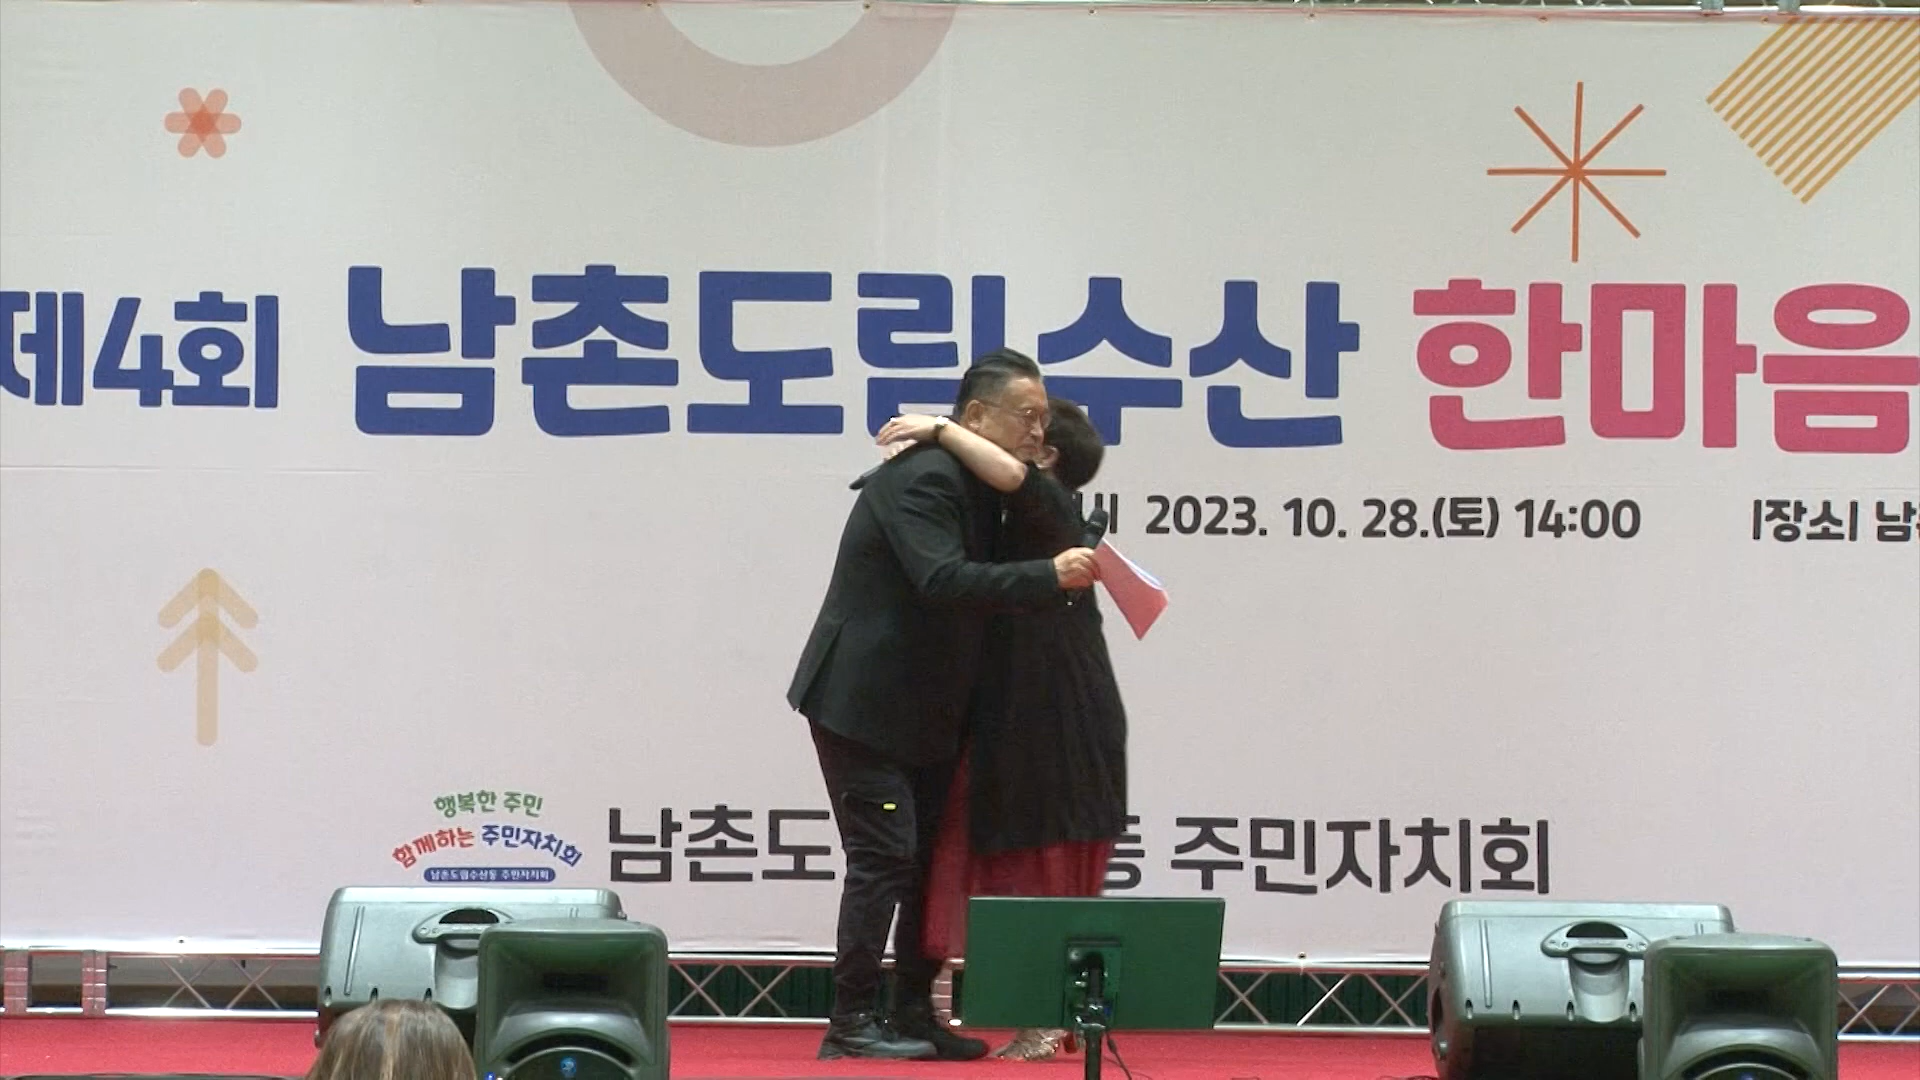 제4회 남촌도림수산 한마음
2023. 10. 28.(토) 14:00 |장소| 남촌
행복한 주민
함께하는 주민자치회
남촌도림수산동 주민자치회
남촌도 동 주민자치회